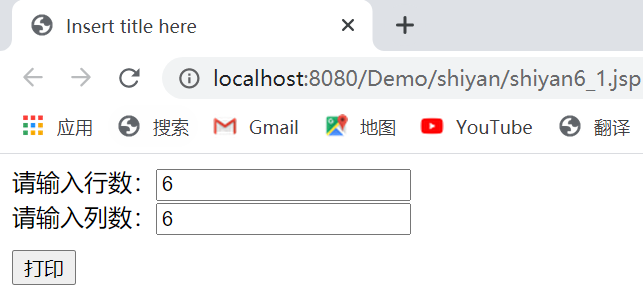 Insert title here
localhost:8080/Demo/shiyan/shiyan6_1.jsp
应用 搜索 Gmail 地图 YouTube 翻译
请输入行数：6
请输入列数：6
打印